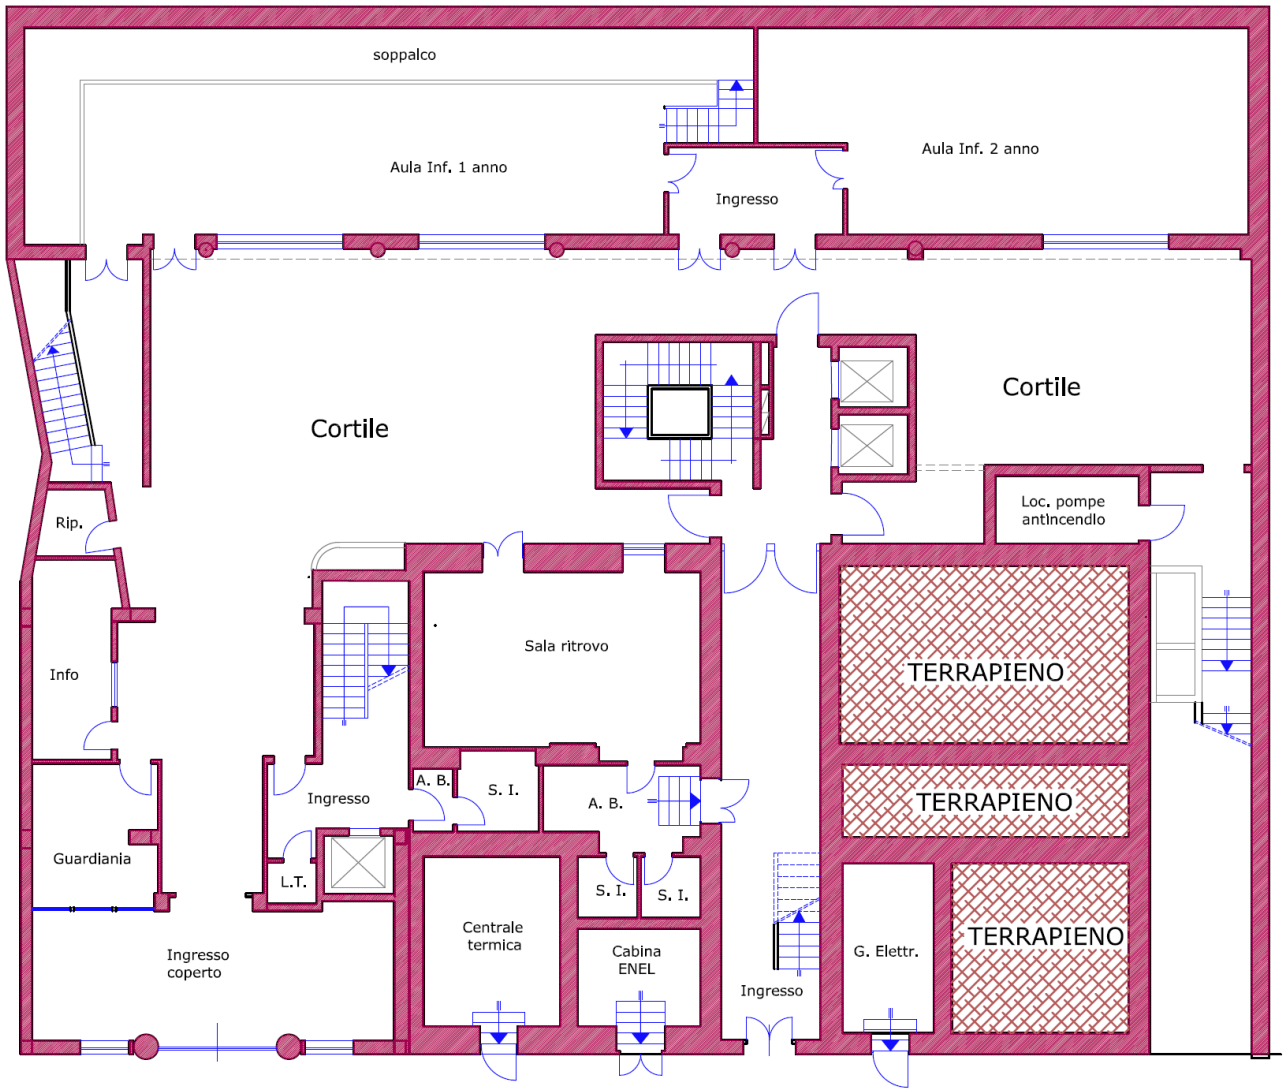 soppalco
Aula Inf. 1 anno
Aula Inf. 2 anno
Ingresso
Cortile
Cortile
Loc. pompe
antincendio
Rip.
Sala ritrovo
TERRAPIENO
Info
A. B.
S. I.
A. B.
Ingresso
TERRAPIENO
Guardiania
L.T.
S. I.
S. I.
Centrale
termica
TERRAPIENO
Ingresso
coperto
Cabina
ENEL
G. Elettr.
Ingresso